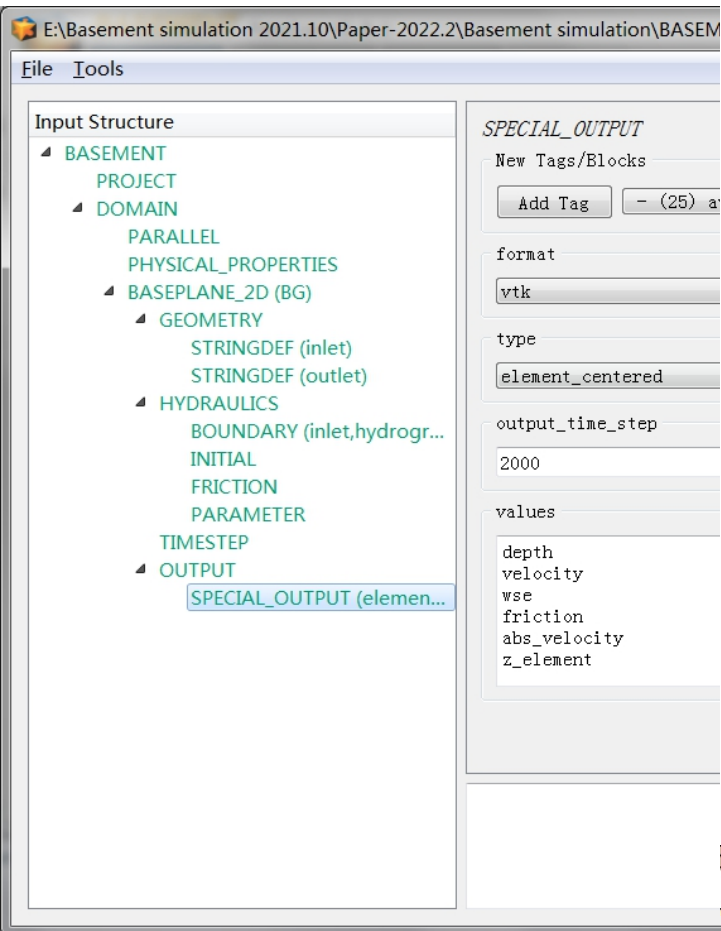 E:\Basement simulation 2021.10\Paper-2022.2\Basement simulation\BASEM
File Tools
Input Structure
BASEMENT
PROJECT
DOMAIN
PARALLEL
PHYSICAL_PROPERTIES
BASEPLANE_2D (BG)
GEOMETRY
STRINGDEF (inlet)
STRINGDEF (outlet)
HYDRAULICS
BOUNDARY (inlet,hydrogr...
INITIAL
FRICTION
PARAMETER
TIMESTEP
OUTPUT
SPECIAL_OUTPUT (elemen...
SPECIAL_OUTPUT
New Tags/Blocks
Add Tag - (25) a
format
vtk
type
element_centered
output_time_step
2000
values
depth
velocity
wse
friction
abs_velocity
z_element